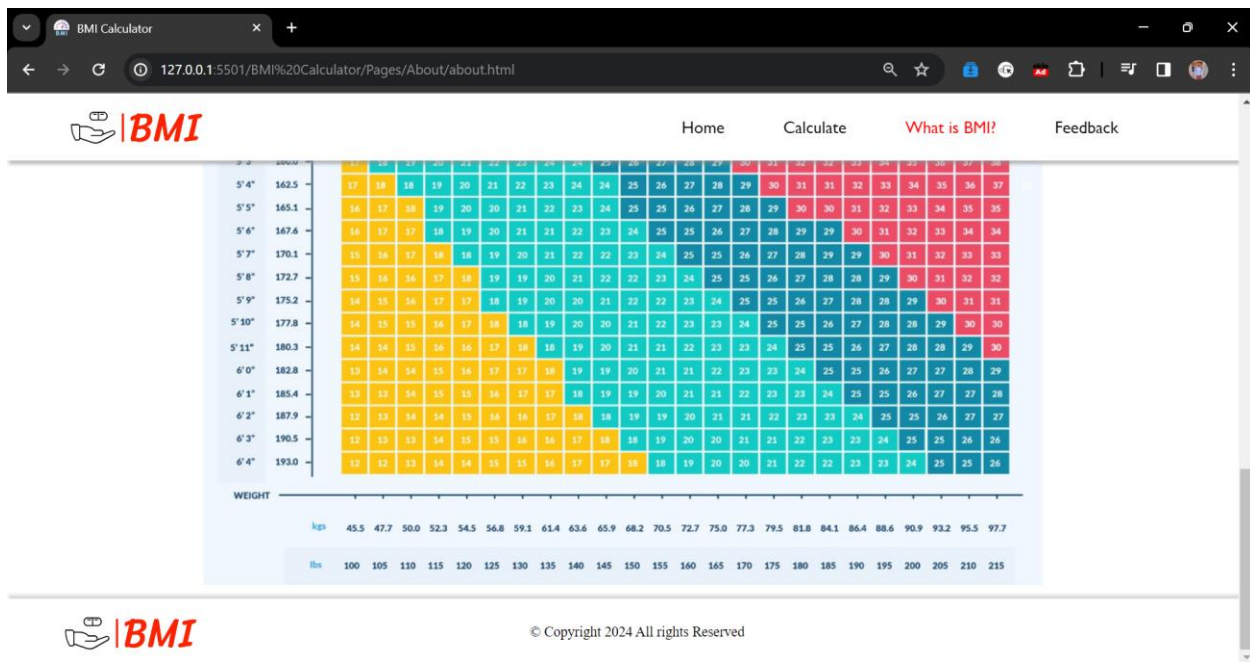 BMI Calculator
127.0.0.1:5501/BMI%20Calculator/Pages/About/about.html
BMI Home Calculate What is BMI? Feedback
5'4" 162.5 17 18 18 19 20 21 22 23 24 24 25 26 27 28 29 30 31 31 32 33 34 35 36 37
5'5" 165.1 16 17 18 19 20 20 21 22 23 24 25 25 26 27 28 29 30 30 31 32 33 34 35 35
5'6" 167.6 16 17 17 18 19 20 21 21 22 23 24 25 25 26 27 28 29 29 30 31 32 33 34 34
5'7" 170.1 15 16 17 18 18 19 20 21 22 22 23 24 25 25 26 27 28 29 29 30 31 32 33 33
5'8" 172.7 15 16 16 17 18 19 19 20 21 22 22 23 24 25 25 26 27 28 28 29 30 31 32 32
5'9" 175.2 14 15 16 17 17 18 19 20 20 21 22 22 23 24 25 25 26 27 28 28 29 30 31 31
5'10" 177.8 14 15 15 16 17 18 18 19 20 20 21 22 23 23 24 25 25 26 27 28 28 29 30 30
5'11" 180.3 14 14 15 16 16 17 18 18 19 20 21 21 22 23 23 24 25 25 26 27 28 28 29 30
6'0" 182.8 13 14 14 15 16 17 17 18 19 19 20 21 21 22 23 23 24 25 25 26 27 27 28 29
6'1" 185.4 13 13 14 15 15 16 17 17 18 19 19 20 21 21 22 23 23 24 25 25 26 27 27 28
6'2" 187.9 12 13 14 14 15 16 16 17 18 18 19 19 20 21 21 22 23 23 24 25 25 26 27 27
6'3" 190.5 12 13 13 14 15 15 16 16 17 18 18 19 20 20 21 21 22 23 23 24 25 25 26 26
6'4" 193.0 12 12 13 14 14 15 15 16 17 17 18 18 19 20 20 21 22 22 23 23 24 25 25 26
WEIGHT
kgs 45.5 47.7 50.0 52.3 54.5 56.8 59.1 61.4 63.6 65.9 68.2 70.5 72.7 75.0 77.3 79.5 81.8 84.1 86.4 88.6 90.9 93.2 95.5 97.7
lbs 100 105 110 115 120 125 130 135 140 145 150 155 160 165 170 175 180 185 190 195 200 205 210 215
BMI © Copyright 2024 All rights Reserved